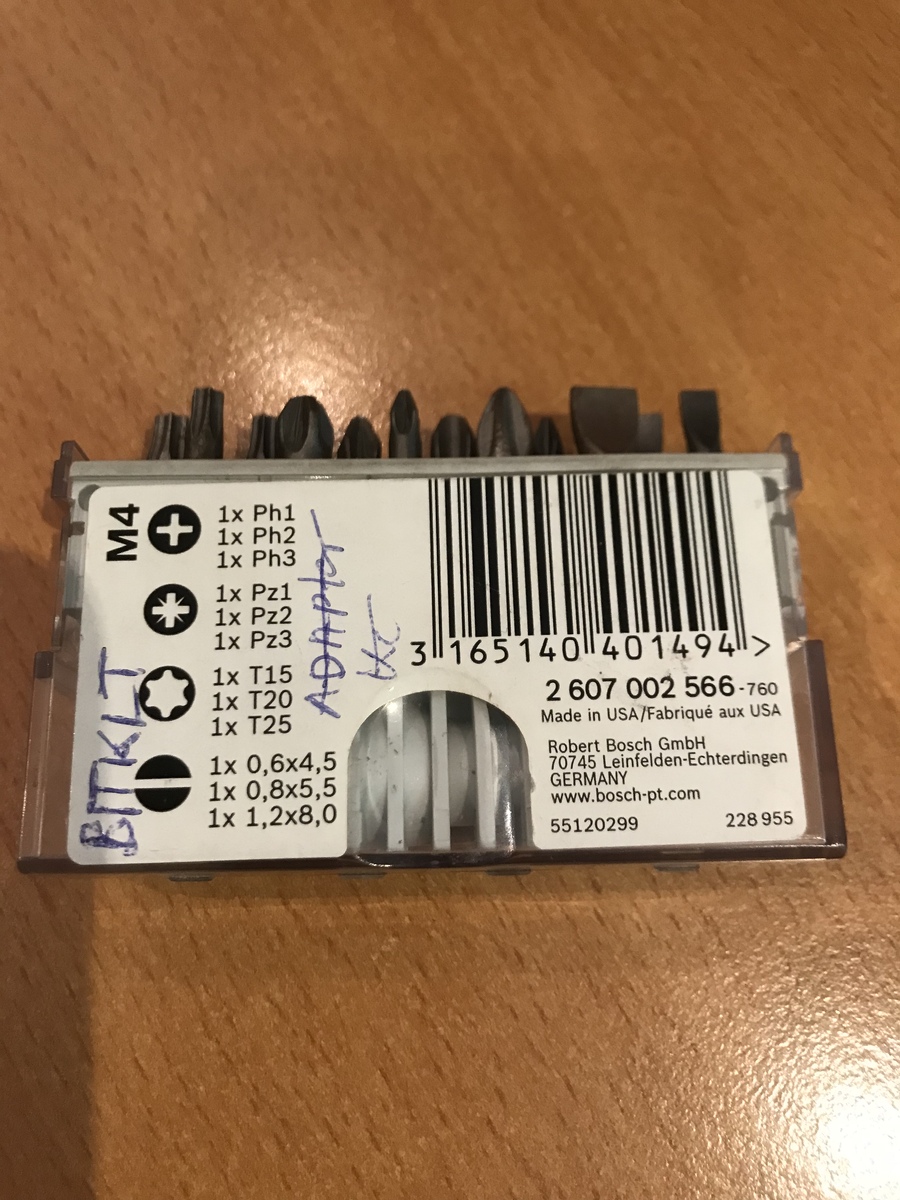 M4
1x Ph1
1x Ph2
1x Ph3
1x Pz1
1x Pz2
1x Pz3
1x T15
1x T20
1x T25
1x 0,6x4,5
1x 0,8x5,5
1x 1,2x8,0
BITKLT
ADAPter
3 165140 401494 >
2 607 002 566-760
Made in USA/Fabriqué aux USA
Robert Bosch GmbH
70745 Leinfelden-Echterdingen
GERMANY
www.bosch-pt.com
55120299 228 955